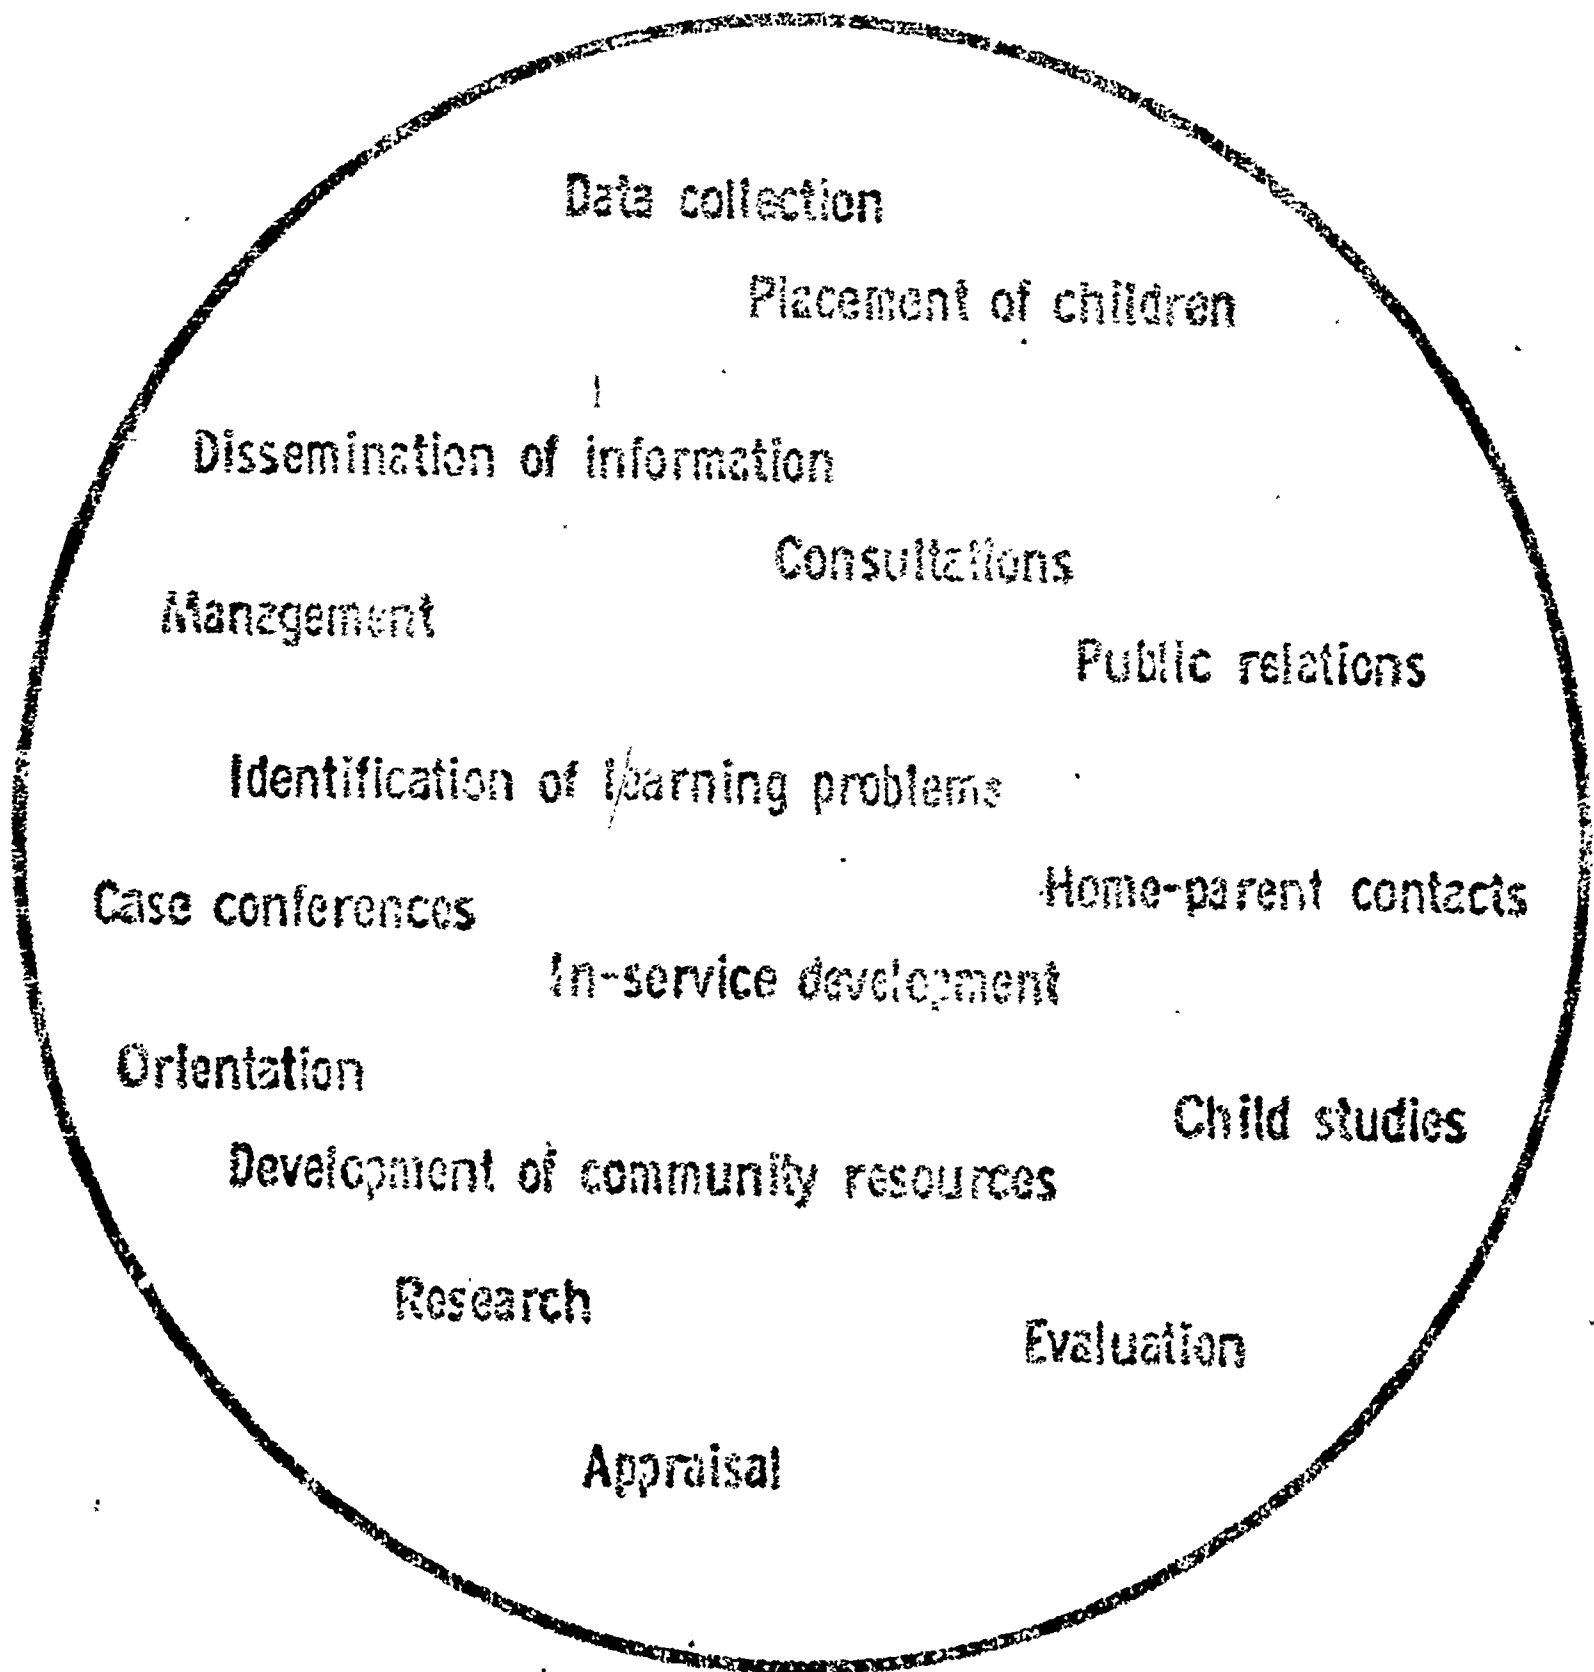 Data collection
Placement of children
Dissemination of information
Consultations
Management
Public relations
Identification of learning problems
Case conferences
Home-parent contacts
In-service development
Orientation
Child studies
Development of community resources
Research
Evaluation
Appraisal